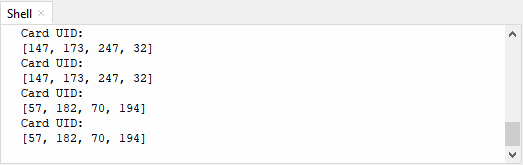 Shell
Card UID:
[147, 173, 247, 32]
Card UID:
[147, 173, 247, 32]
Card UID:
[57, 182, 70, 194]
Card UID:
[57, 182, 70, 194]